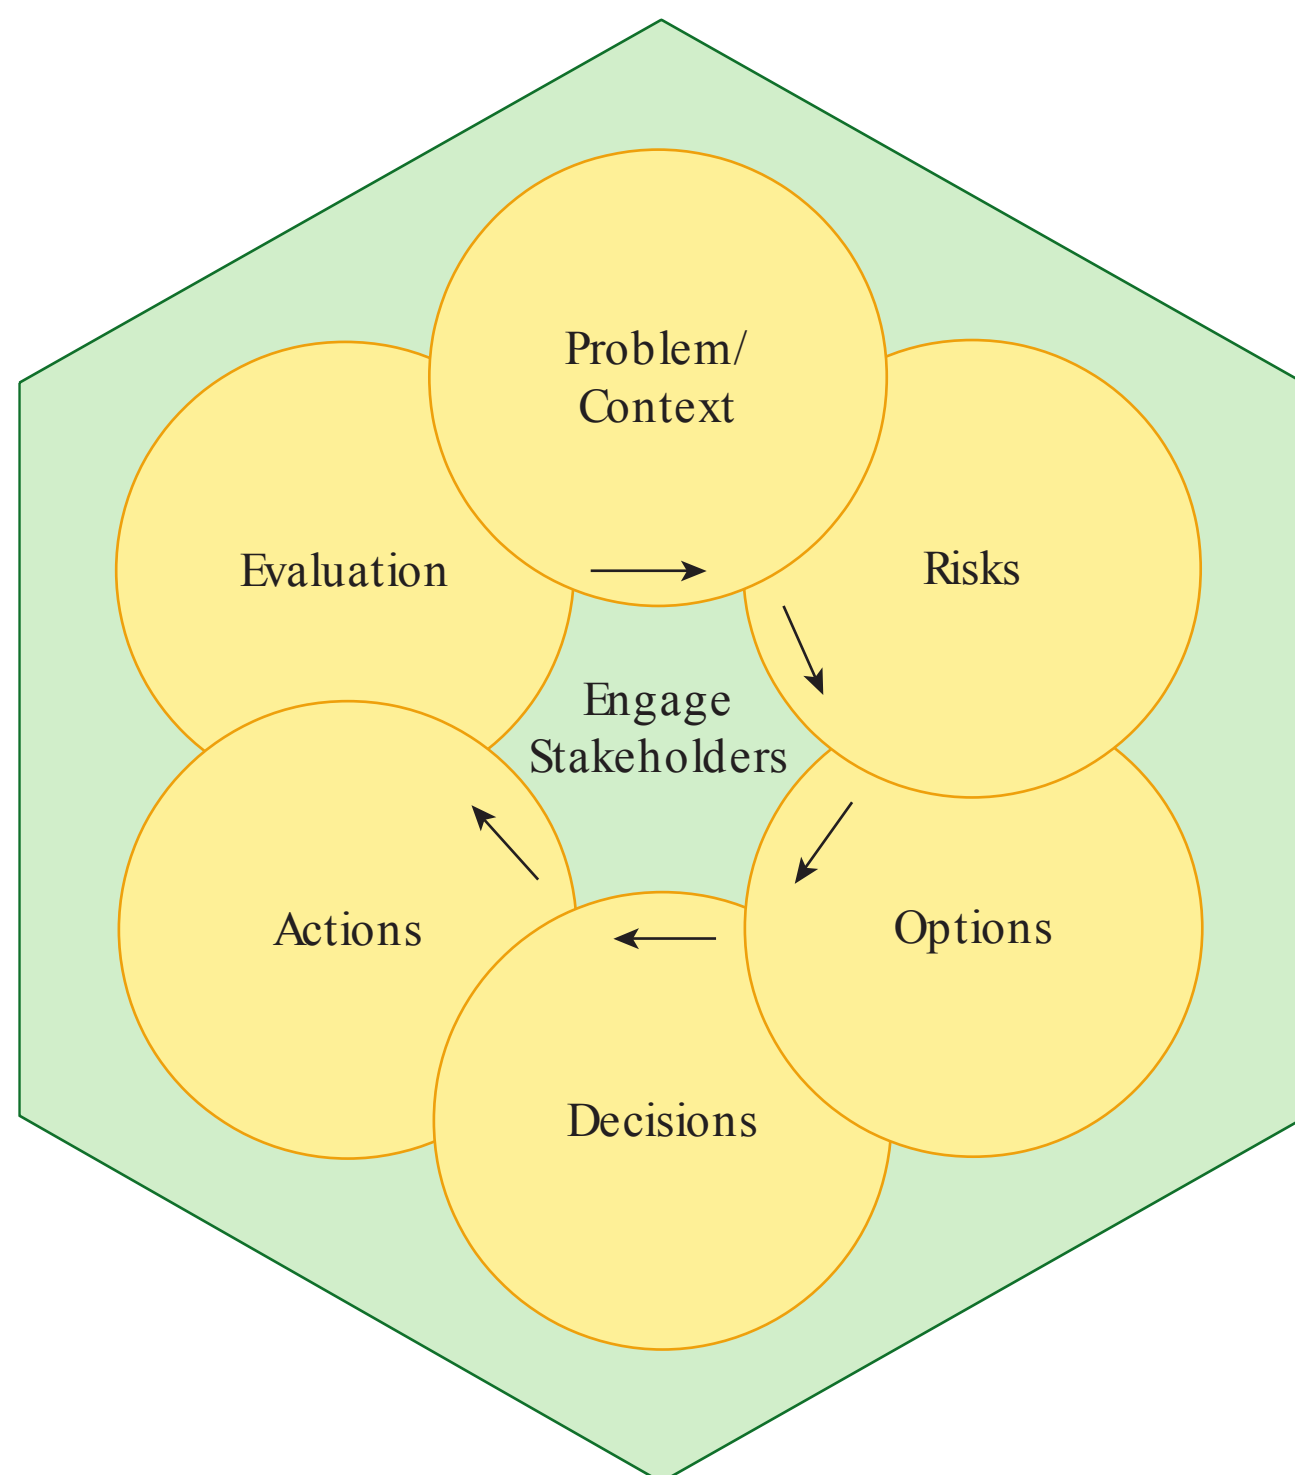 Problem/
Context
Risks
Evaluation
Engage
Stakeholders
Options
Actions
Decisions